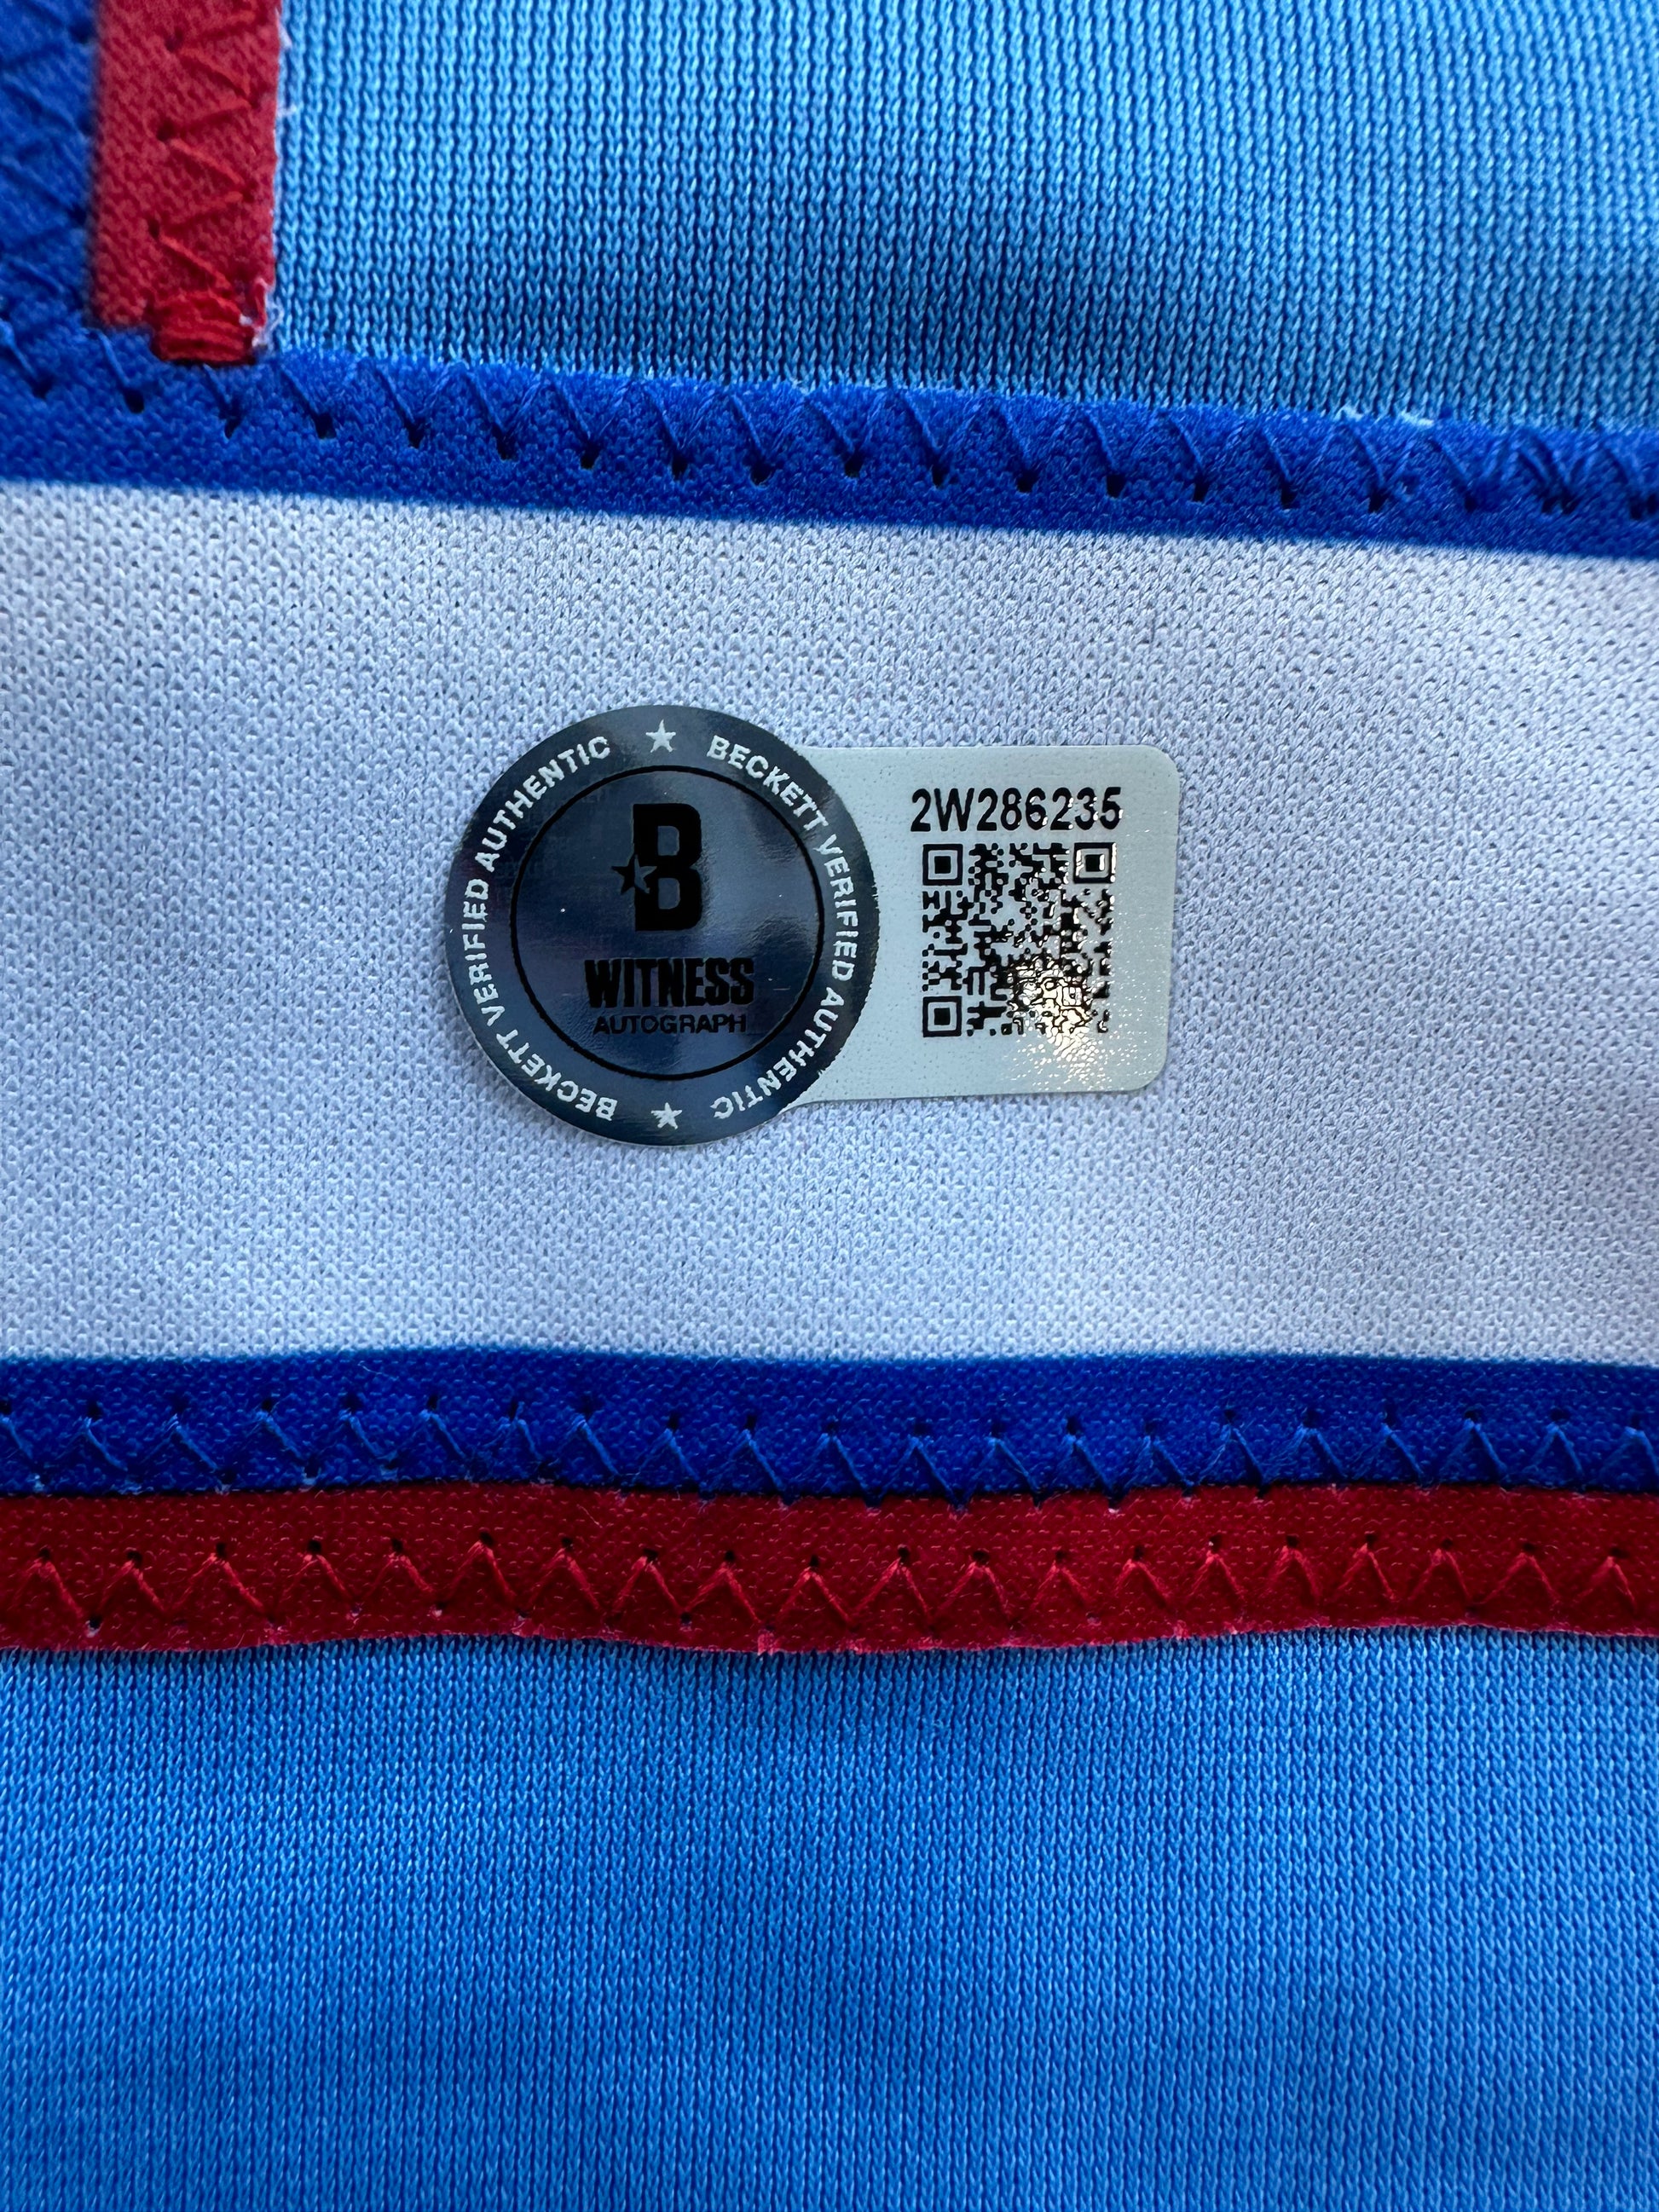 BECKETT VERIFIED AUTHENTIC
BECKETT VERIFIED AUTHENTIC
B
WITNESS
AUTOGRAPH
2W286235